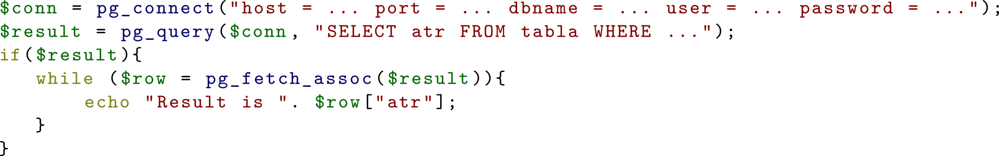 $conn = pg_connect("host = ... port = ... dbname = ... user = ... password = ...");
$result = pg_query($conn, "SELECT atr FROM tabla WHERE ...");
if($result){
   while ($row = pg_fetch_assoc($result)){
       echo "Result is ". $row["atr"];
   }
}